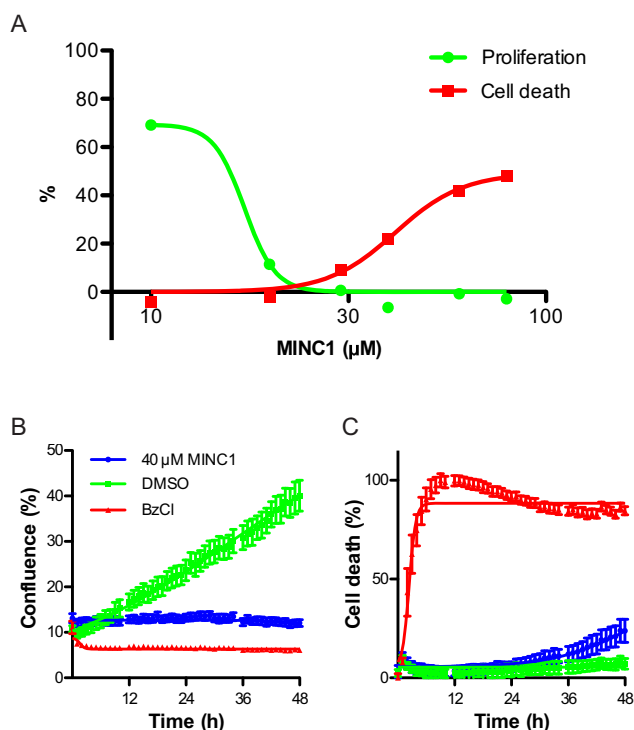 A
100
80
60
40
20
0
%
Proliferation
Cell death
10
30
100
MINC1 (µM)
B
50
40
30
20
10
0
Confluence (%)
40 µM MINC1
DMSO
BzCl
12
24
36
48
Time (h)
C
100
50
0
Cell death (%)
12
24
36
48
Time (h)